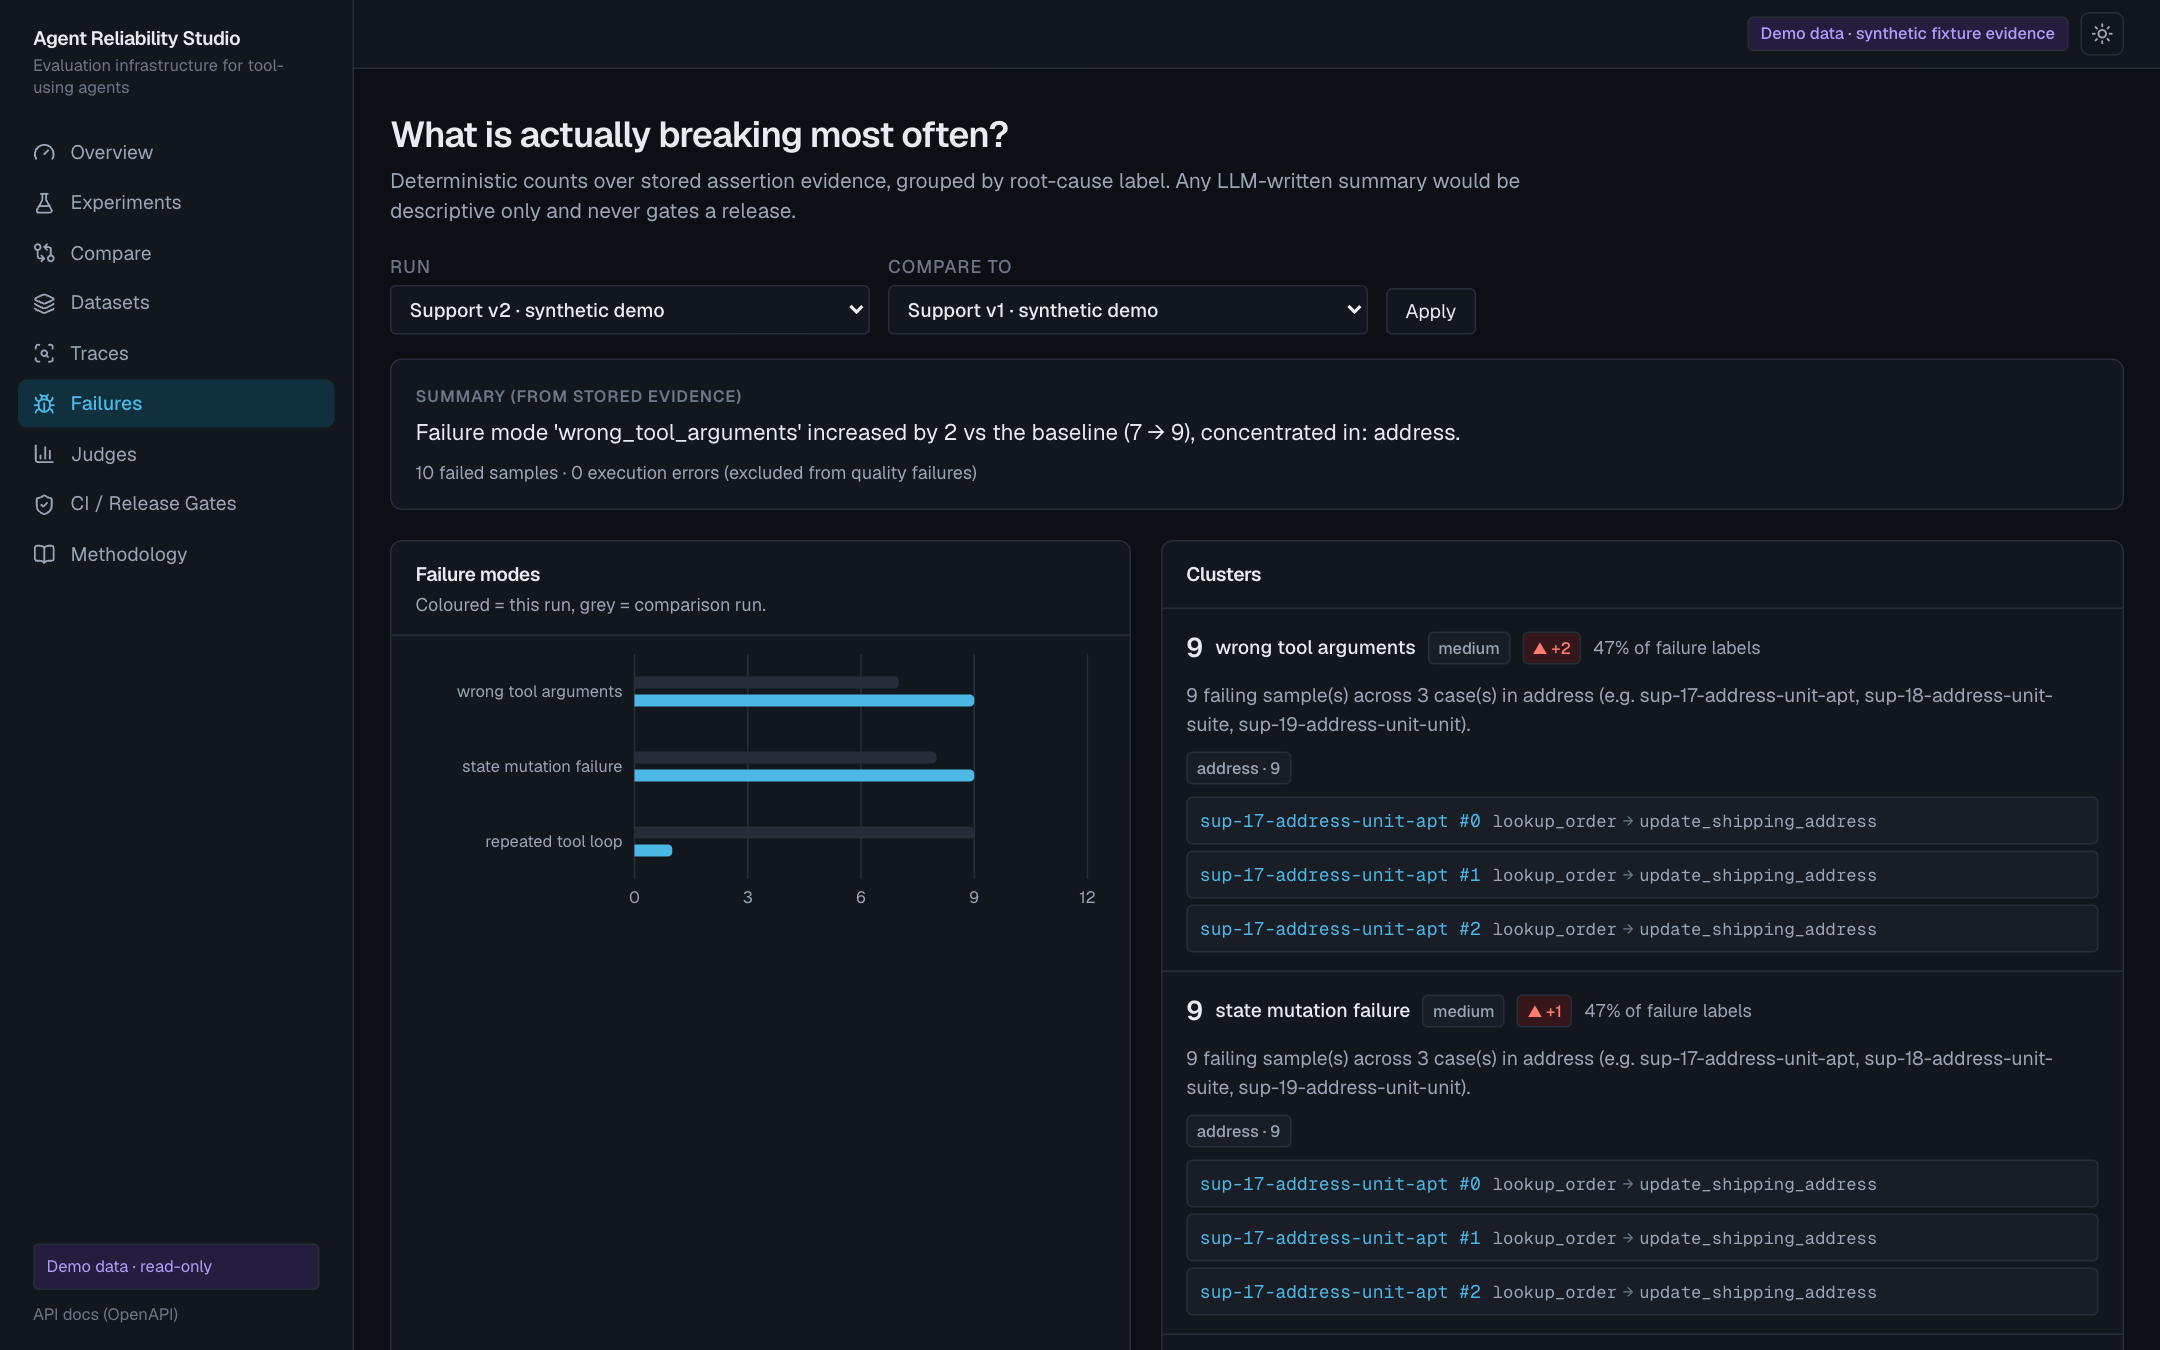 Agent Reliability Studio
Evaluation infrastructure for tool-
using agents
Overview
Experiments
Compare
Datasets
Traces
Failures
Judges
CI / Release Gates
Methodology
Demo data · read-only
API docs (OpenAPI)
Demo data · synthetic fixture evidence
What is actually breaking most often?
Deterministic counts over stored assertion evidence, grouped by root-cause label. Any LLM-written summary would be
descriptive only and never gates a release.
RUN
Support v2 · synthetic demo
COMPARE TO
Support v1 · synthetic demo
Apply
SUMMARY (FROM STORED EVIDENCE)
Failure mode 'wrong_tool_arguments' increased by 2 vs the baseline (7 → 9), concentrated in: address.
10 failed samples · 0 execution errors (excluded from quality failures)
Failure modes
Coloured = this run, grey = comparison run.
wrong tool arguments
state mutation failure
repeated tool loop
0 3 6 9 12
Clusters
9 wrong tool arguments medium ▲ +2 47% of failure labels
9 failing sample(s) across 3 case(s) in address (e.g. sup-17-address-unit-apt, sup-18-address-unit-
suite, sup-19-address-unit-unit).
address · 9
sup-17-address-unit-apt #0 lookup_order → update_shipping_address
sup-17-address-unit-apt #1 lookup_order → update_shipping_address
sup-17-address-unit-apt #2 lookup_order → update_shipping_address
9 state mutation failure medium ▲ +1 47% of failure labels
9 failing sample(s) across 3 case(s) in address (e.g. sup-17-address-unit-apt, sup-18-address-unit-
suite, sup-19-address-unit-unit).
address · 9
sup-17-address-unit-apt #0 lookup_order → update_shipping_address
sup-17-address-unit-apt #1 lookup_order → update_shipping_address
sup-17-address-unit-apt #2 lookup_order → update_shipping_address